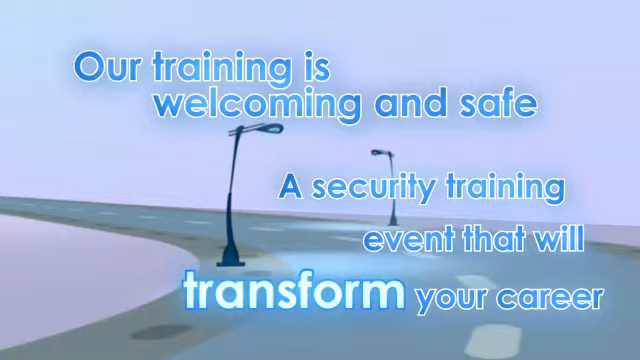 Our training is
welcoming and safe
A security training
event that will
transform your career